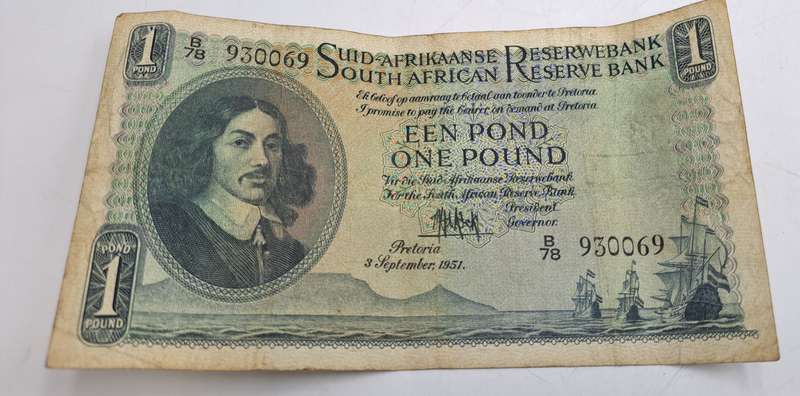 1
POND
B/78 930069
SUID-AFRIKAANSE RESERWEBANK
SOUTH AFRICAN RESERVE BANK
1
Ek beloof op aanvraag te betaal aan toonder te Pretoria
I promise to pay the bearer on demand at Pretoria
EEN POND
ONE POUND
Vir die Suid-Afrikaanse Reserwebank
For the South African Reserve Bank
President
Governor.
B/78 930069
Pretoria
3 September, 1951.
POND
1
POUND